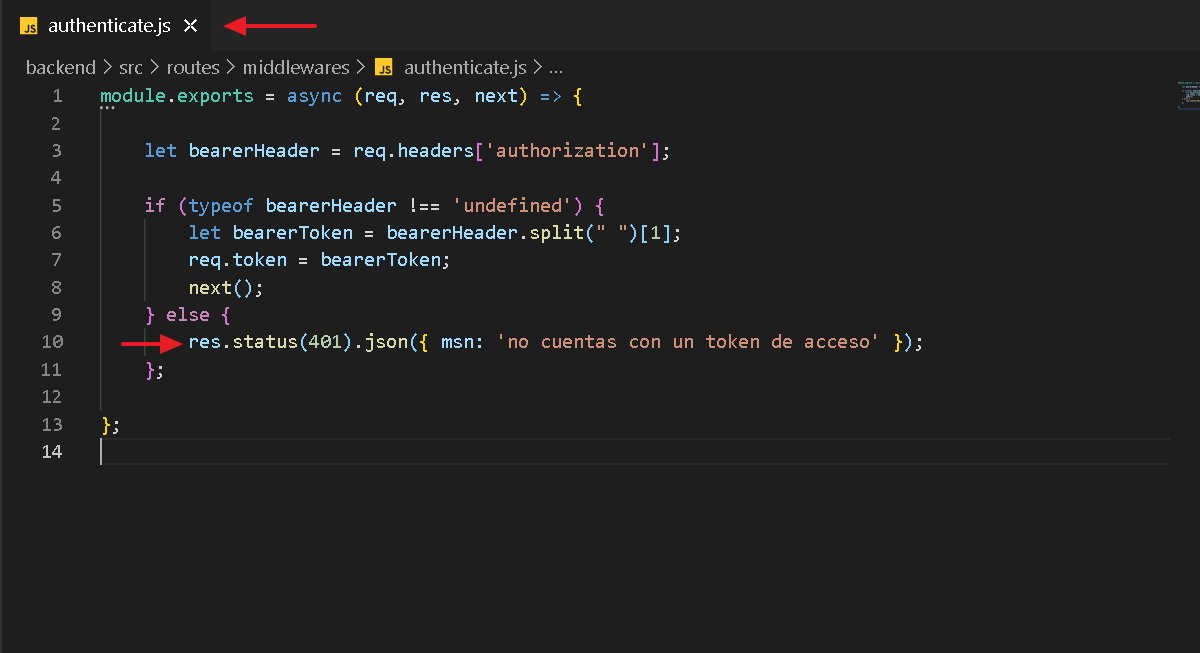 JS authenticate.js ×
backend > src > routes > middlewares > JS authenticate.js > ...
1 module.exports = async (req, res, next) => {
2
3 let bearerHeader = req.headers['authorization'];
4
5 if (typeof bearerHeader !== 'undefined') {
6 let bearerToken = bearerHeader.split(" ")[1];
7 req.token = bearerToken;
8 next();
9 } else {
10 res.status(401).json({ msn: 'no cuentas con un token de acceso' });
11 };
12
13 };
14